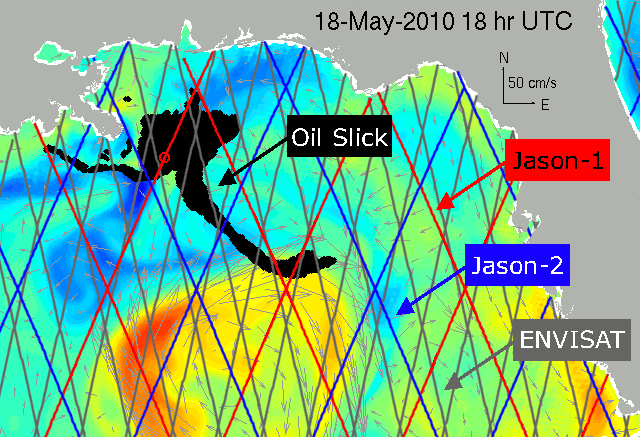 18-May-2010 18 hr UTC
N
50 cm/s
E
Oil Slick
Jason-1
Jason-2
ENVISAT